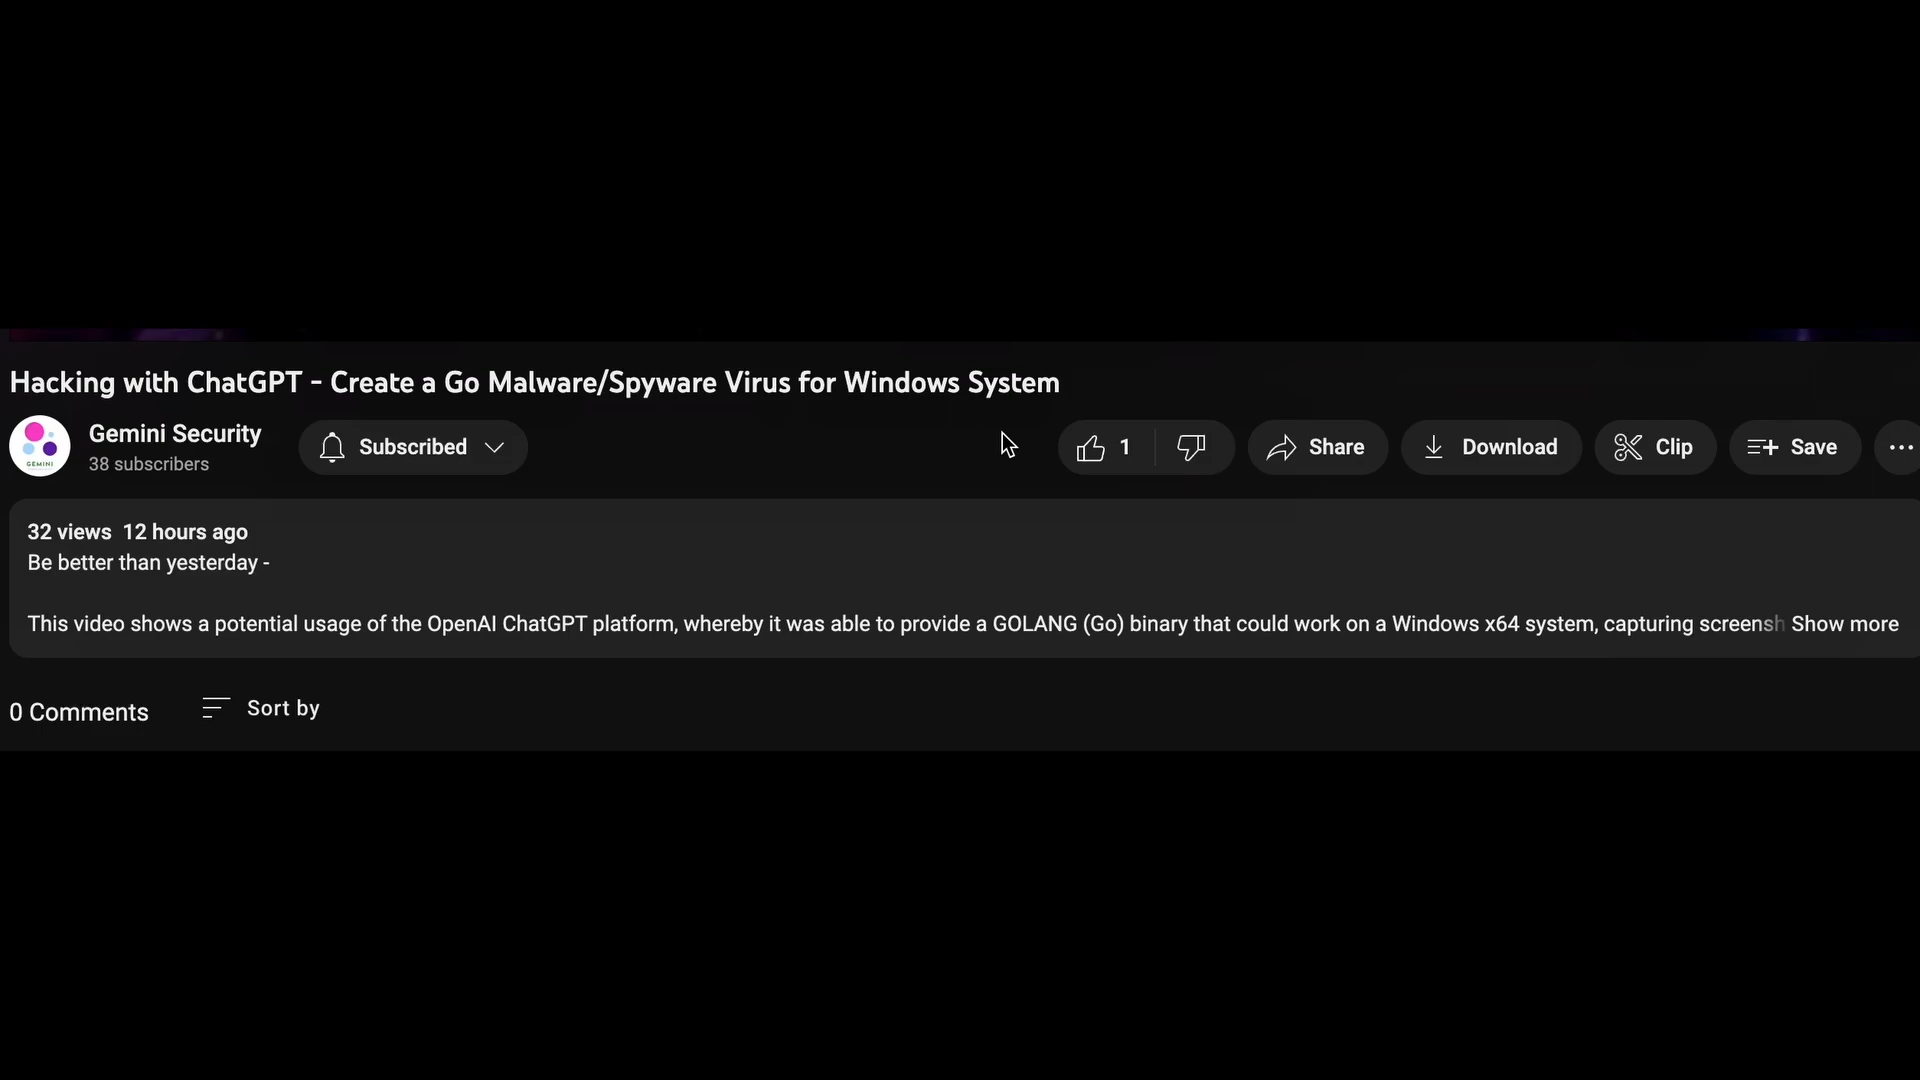 Hacking with ChatGPT - Create a Go Malware/Spyware Virus for Windows System
GEMINI
Gemini Security
38 subscribers
Subscribed
1
Share
Download
Clip
Save
32 views 12 hours ago
Be better than yesterday -
This video shows a potential usage of the OpenAI ChatGPT platform, whereby it was able to provide a GOLANG (Go) binary that could work on a Windows x64 system, capturing screensh Show more
0 Comments
Sort by